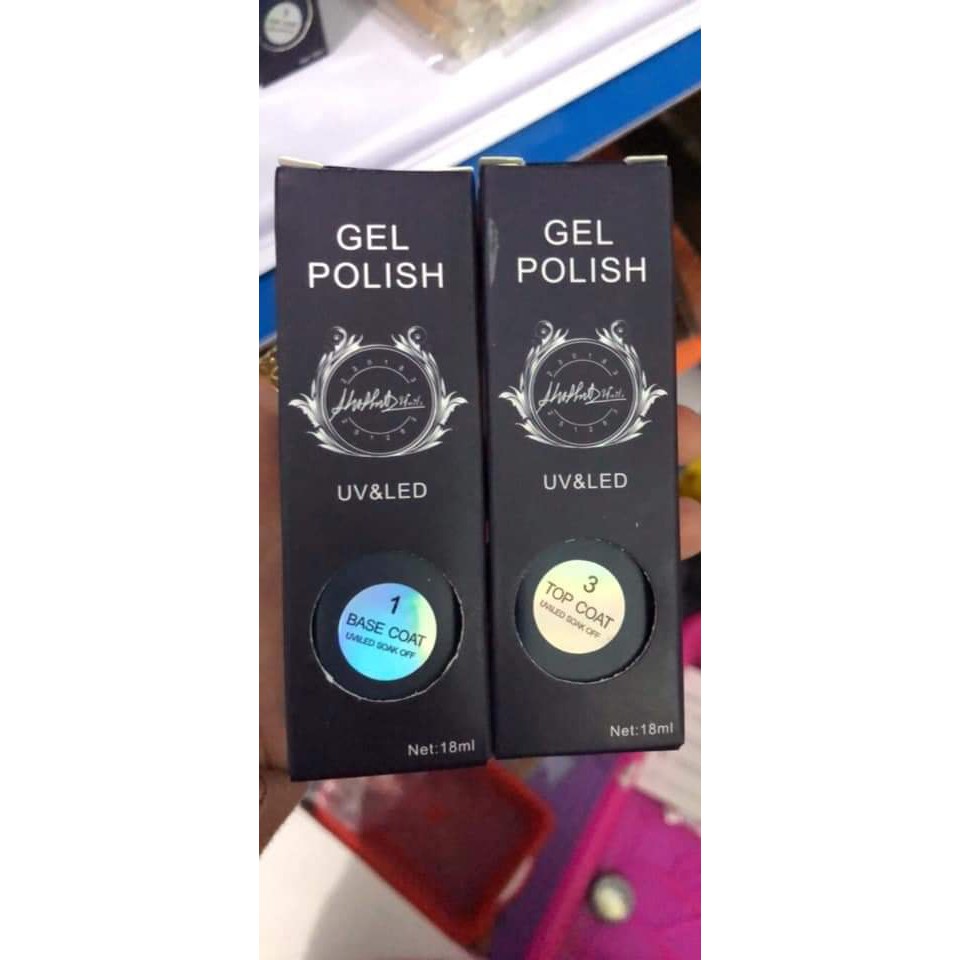 GEL
POLISH
UV&LED
1
BASE COAT
UV&LED SOAK OFF
Net:18ml
GEL
POLISH
UV&LED
3
TOP COAT
UV&LED SOAK OFF
Net:18ml